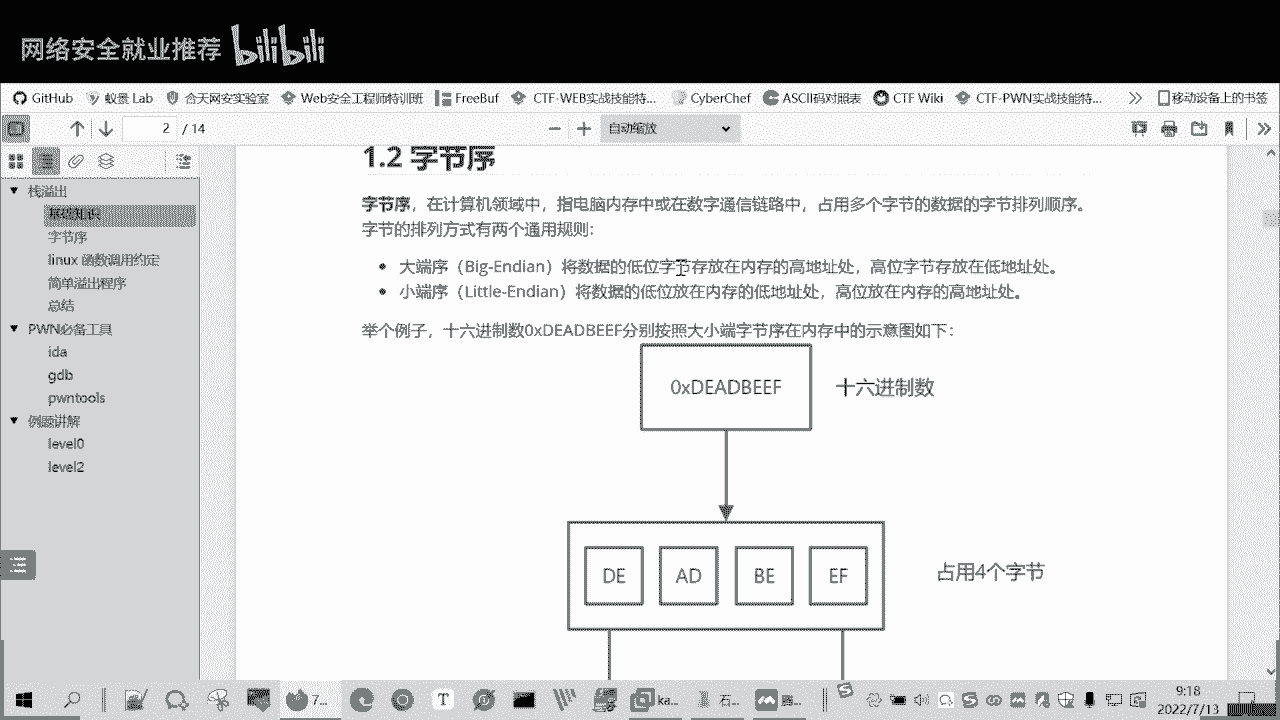 网络安全就业推荐 bilibili
GitHub 蚁景 Lab 合天网安实验室 Web安全工程师特训班 FreeBuf CTF-WEB实战技能特... CyberChef ASCII码对照表 CTF Wiki CTF-PWN实战技能特... 移动设备上的书签
2 / 14 自动缩放
栈溢出
基础知识
字节序
linux 函数调用约定
简单溢出程序
总结
PWN必备工具
ida
gdb
pwntools
例题讲解
level0
level2
1.2 字节序
字节序，在计算机领域中，指电脑内存中或在数字通信链路中，占用多个字节的数据的字节排列顺序。
字节的排列方式有两个通用规则：
大端序（Big-Endian）将数据的低位字节存放在内存的高地址处，高位字节存放在低地址处。
小端序（Little-Endian）将数据的低位放在内存的低地址处，高位放在内存的高地址处。
举个例子，十六进制数0xDEADBEEF分别按照大小端字节序在内存中的示意图如下：
0xDEADBEEF 十六进制数
DE AD BE EF 占用4个字节
7... ka... 石...
9:18
2022/7/13